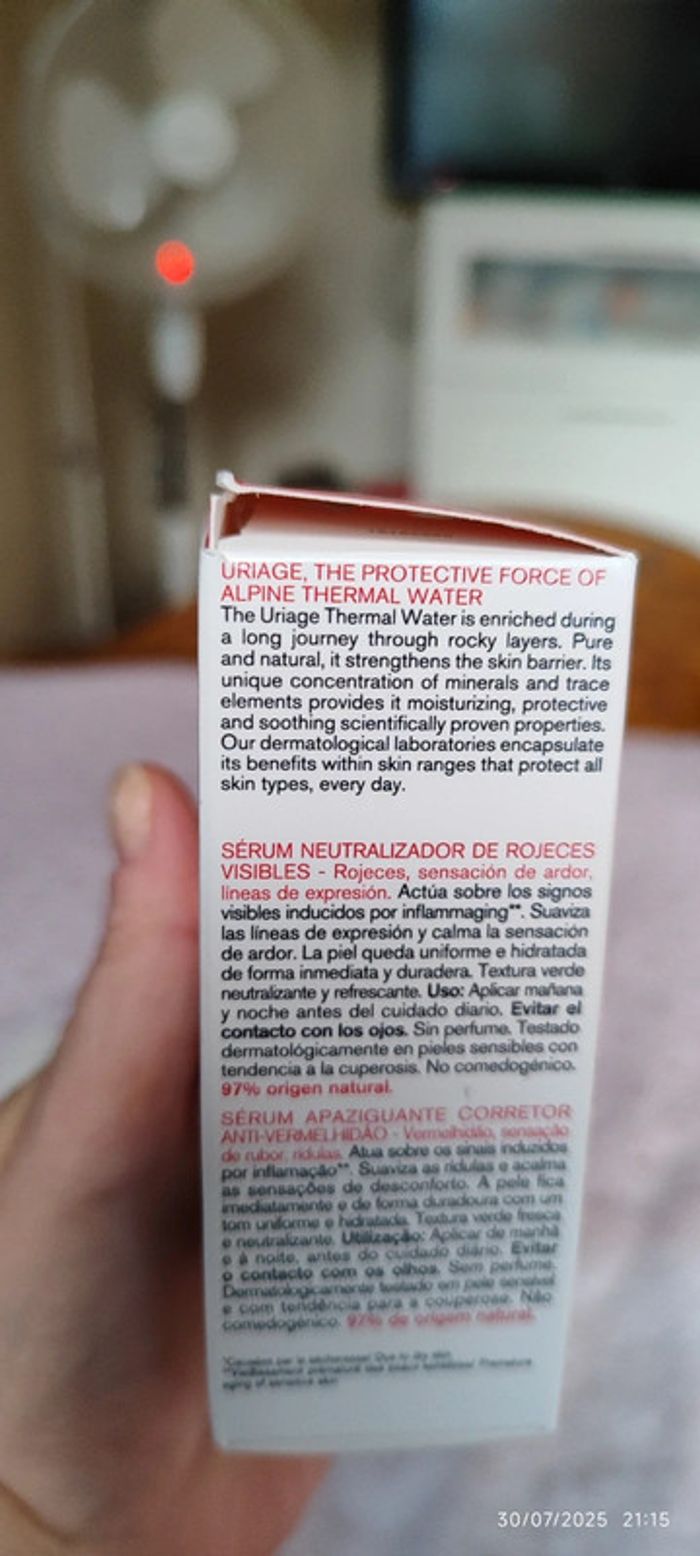 URIAGE, THE PROTECTIVE FORCE OF
ALPINE THERMAL WATER
The Uriage Thermal Water is enriched during
a long journey through rocky layers. Pure
and natural, it strengthens the skin barrier. Its
unique concentration of minerals and trace
elements provides it moisturizing, protective
and soothing scientifically proven properties.
Our dermatological laboratories encapsulate
its benefits within skin ranges that protect all
skin types, every day.
SÉRUM NEUTRALIZADOR DE ROJECES
VISIBLES - Rojeces, sensación de ardor,
líneas de expresión. Actúa sobre los signos
visibles inducidos por inflammaging**. Suaviza
las líneas de expresión y calma la sensación
de ardor. La piel queda uniforme e hidratada
de forma inmediata y duradera. Textura verde
neutralizante y refrescante. Uso: Aplicar mañana
y noche antes del cuidado diario. Evitar el
contacto con los ojos. Sin perfume. Testado
dermatológicamente en pieles sensibles con
tendencia a la cuperosis. No comedogénico.
97% origen natural.
SÉRUM APAZIGUANTE CORRETOR
ANTI-VERMELHIDÃO - Vermelhidão, sensação
de rubor, rídulas. Atua sobre os sinais induzidos
por inflamação**. Suaviza as rídulas e acalma
as sensações de desconforto. A pele fica
imediatamente e de forma duradoura com um
tom uniforme e hidratada. Textura verde fresca
e neutralizante. Utilização: Aplicar de manhã
e à noite, antes do cuidado diário. Evitar
o contacto com os olhos. Sem perfume.
Dermatologicamente testado em pele sensível
e com tendência para a couperose. Não
comedogénico. 97% de origem natural.
Due to dry skin
Premature
aging of sensitive skin
30/07/2025 21:15